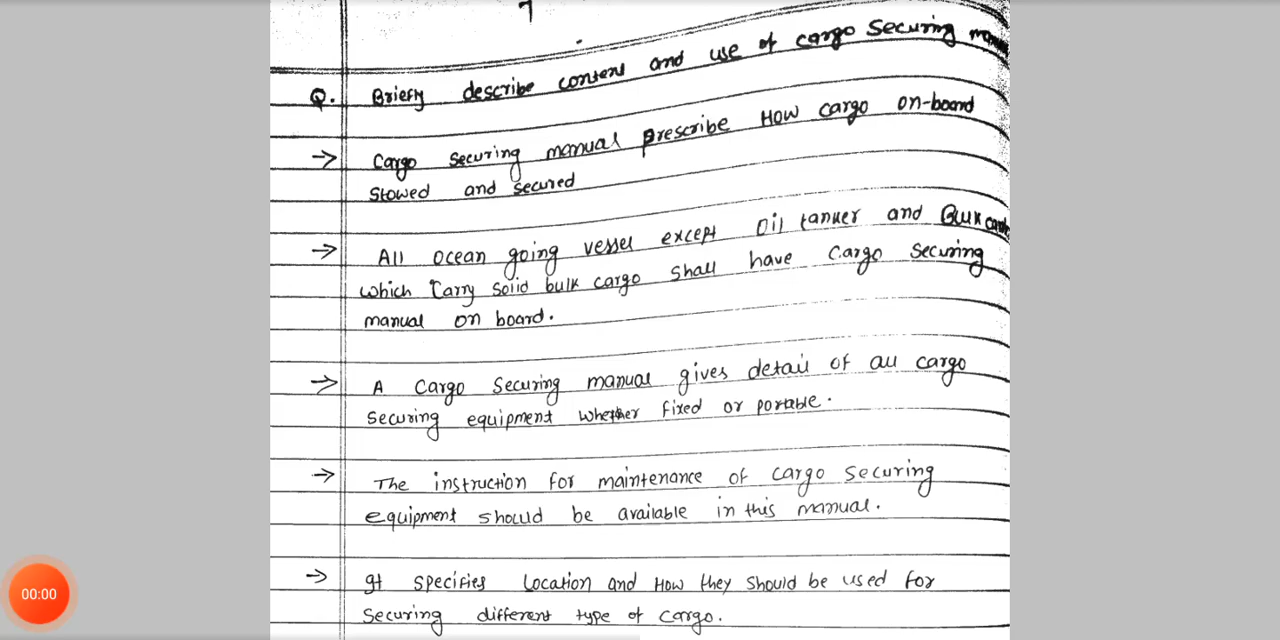 7
Q. Briefly describe content and use of cargo securing
→ Cargo securing manual prescribe How cargo on-board
stowed and secured
→ All ocean going vessel except oil tanker and Bulk
which carry solid bulk cargo shall have cargo securing
manual on board.
→ A cargo securing manual gives detail of all cargo
securing equipment whether fixed or portable.
→ The instruction for maintenance of cargo securing
equipment should be available in this manual.
→ It specifies location and How they should be used for
securing different type of cargo.
00:00